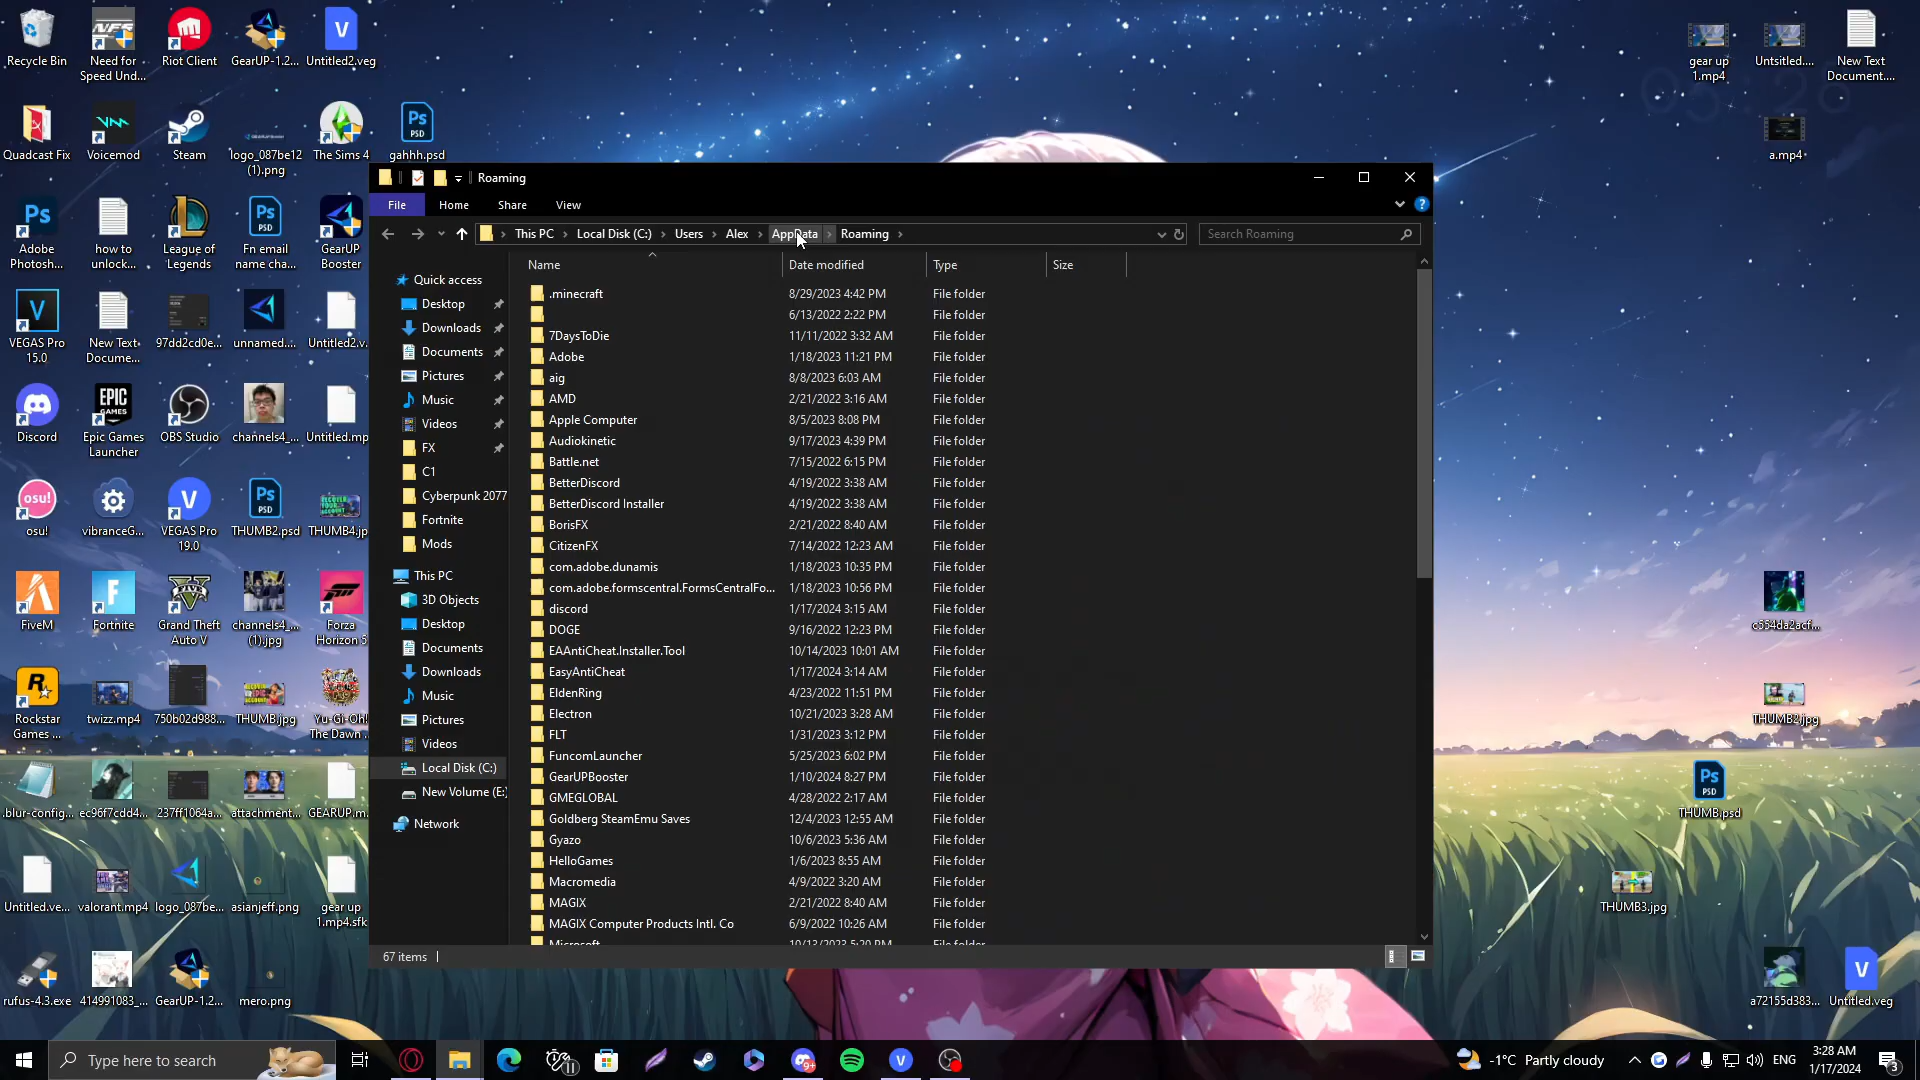 Recycle Bin
Need for
Speed Und...
Riot Client
GearUP-1.2...
Untitled2.veg
gear up
1.mp4
Untsitled....
New Text
Document....
Quadcast Fix
Voicemod
Steam
logo_087be12
(1).png
The Sims 4
gahhh.psd
a.mp4
Roaming
File
Home
Share
View
This PC
Local Disk (C:)
Users
Alex
AppData
Roaming
Search Roaming
Name
Date modified
Type
Size
Adobe
Photosh...
how to
unlock...
League of
Legends
Fn email
name cha...
GearUP
Booster
VEGAS Pro
15.0
New Text
Docume...
97dd2cd0e...
unnamed....
Untitled2.v...
Discord
Epic Games
Launcher
OBS Studio
channels4_...
Untitled.mp
osu!
vibranceG...
VEGAS Pro
19.0
THUMB2.psd
THUMB4.jp
FiveM
Fortnite
Grand Theft
Auto V
channels4_...
(1).jpg
Forza
Horizon 5
Rockstar
Games ...
twizz.mp4
750b02d988...
THUMB.jpg
Yu-Gi-Oh!
The Dawn ...
.blur-config...
ec96f7cdd4...
237ff1064a...
attachment...
GEARUP.m...
Untitled.ve...
valorant.mp4
logo_087be...
asianjeff.png
gear up
1.mp4.sfk
rufus-4.3.exe
414991083_...
GearUP-1.2...
mero.png
Quick access
Desktop
Downloads
Documents
Pictures
Music
Videos
FX
C1
Cyberpunk 2077
Fortnite
Mods
This PC
3D Objects
Desktop
Documents
Downloads
Music
Pictures
Videos
Local Disk (C:)
New Volume (E:)
Network
.minecraft 8/29/2023 4:42 PM File folder
6/13/2022 2:22 PM File folder
7DaysToDie 11/11/2022 3:32 AM File folder
Adobe 1/18/2023 11:21 PM File folder
aig 8/8/2023 6:03 AM File folder
AMD 2/21/2022 3:16 AM File folder
Apple Computer 8/5/2023 8:08 PM File folder
Audiokinetic 9/17/2023 4:39 PM File folder
Battle.net 7/15/2022 6:15 PM File folder
BetterDiscord 4/19/2022 3:38 AM File folder
BetterDiscord Installer 4/19/2022 3:38 AM File folder
BorisFX 2/21/2022 8:40 AM File folder
CitizenFX 7/14/2022 12:23 AM File folder
com.adobe.dunamis 1/18/2023 10:35 PM File folder
com.adobe.formscentral.FormsCentralFo... 1/18/2023 10:56 PM File folder
discord 1/17/2024 3:15 AM File folder
DOGE 9/16/2022 12:23 PM File folder
EAAntiCheat.Installer.Tool 10/14/2023 10:01 AM File folder
EasyAntiCheat 1/17/2024 3:14 AM File folder
EldenRing 4/23/2022 11:51 PM File folder
Electron 10/21/2023 3:28 AM File folder
FLT 1/31/2023 3:12 PM File folder
FuncomLauncher 5/25/2023 6:02 PM File folder
GearUPBooster 1/10/2024 8:27 PM File folder
GMEGLOBAL 4/28/2022 2:17 AM File folder
Goldberg SteamEmu Saves 12/4/2023 12:55 AM File folder
Gyazo 10/6/2023 5:36 AM File folder
HelloGames 1/6/2023 8:55 AM File folder
Macromedia 4/9/2022 3:20 AM File folder
MAGIX 2/21/2022 8:40 AM File folder
MAGIX Computer Products Intl. Co 6/9/2022 10:26 AM File folder
Microsoft 10/13/2023 5:20 PM File folder
67 items
c554da2acf...
THUMB2.jpg
THUMB.psd
THUMB3.jpg
a72155d383...
Untitled.veg
Type here to search
-1°C Partly cloudy
ENG
3:28 AM
1/17/2024